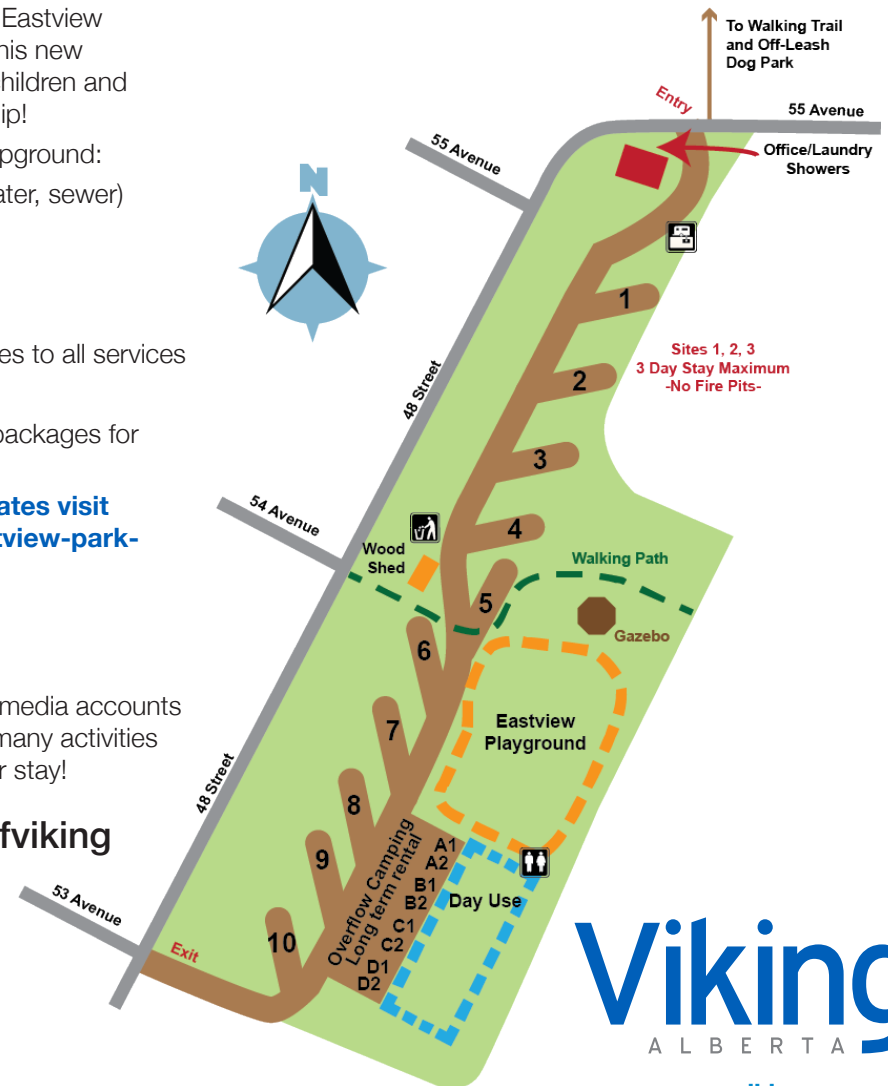 Eastview
his new
hildren and
ip!
pground:
ater, sewer)
es to all services
packages for
ates visit
tview-park-
media accounts
many activities
r stay!
fviking
N
To Walking Trail
and Off-Leash
Dog Park
Entry
55 Avenue
55 Avenue
Office/Laundry
Showers
1
Sites 1, 2, 3
3 Day Stay Maximum
-No Fire Pits-
2
48 Street
3
54 Avenue
4
Wood
Shed
Walking Path
5
Gazebo
6
Eastview
Playground
7
48 Street
8
9
Overflow Camping
Long term rental
A1
A2
B1
B2
C1
C2
D1
D2
Day Use
53 Avenue
10
Exit
Viking
ALBERTA